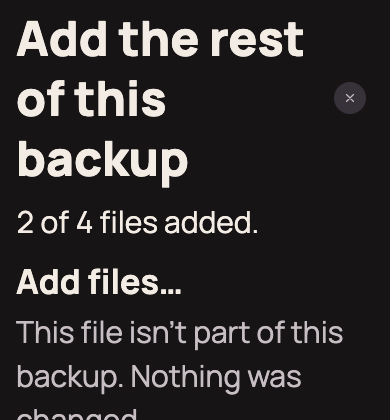 Add the rest
of this
backup
2 of 4 files added.
Add files...
This file isn't part of this
backup. Nothing was
changed